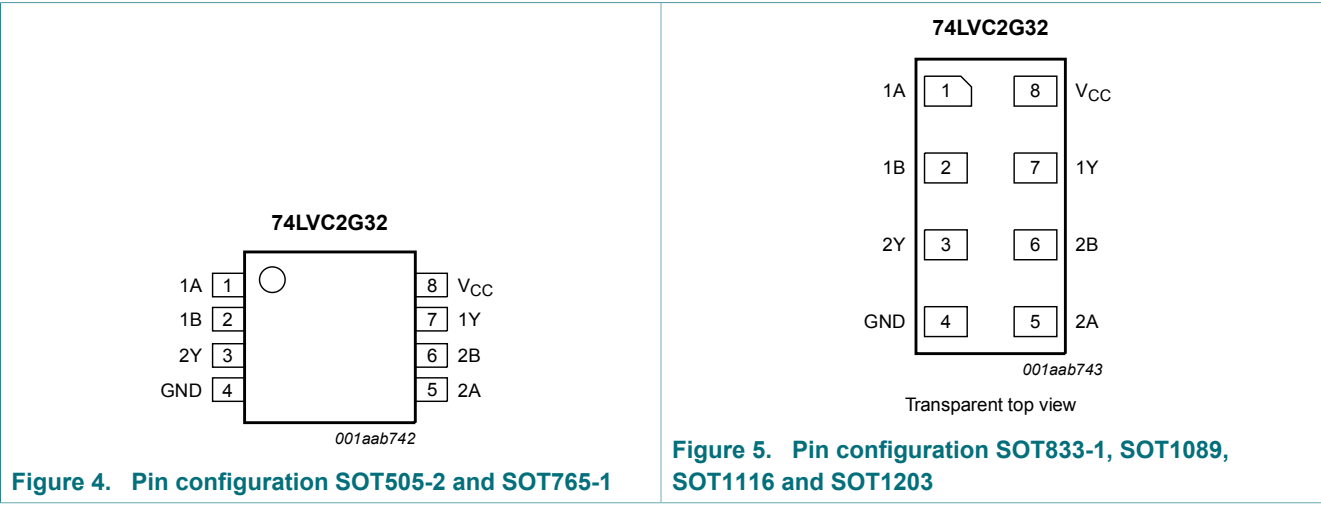 74LVC2G32
1A 1 8 VCC
1B 2 7 1Y
2Y 3 6 2B
GND 4 5 2A
001aab742
Figure 4. Pin configuration SOT505-2 and SOT765-1
74LVC2G32
1A 1 8 VCC
1B 2 7 1Y
2Y 3 6 2B
GND 4 5 2A
001aab743
Transparent top view
Figure 5. Pin configuration SOT833-1, SOT1089,
SOT1116 and SOT1203